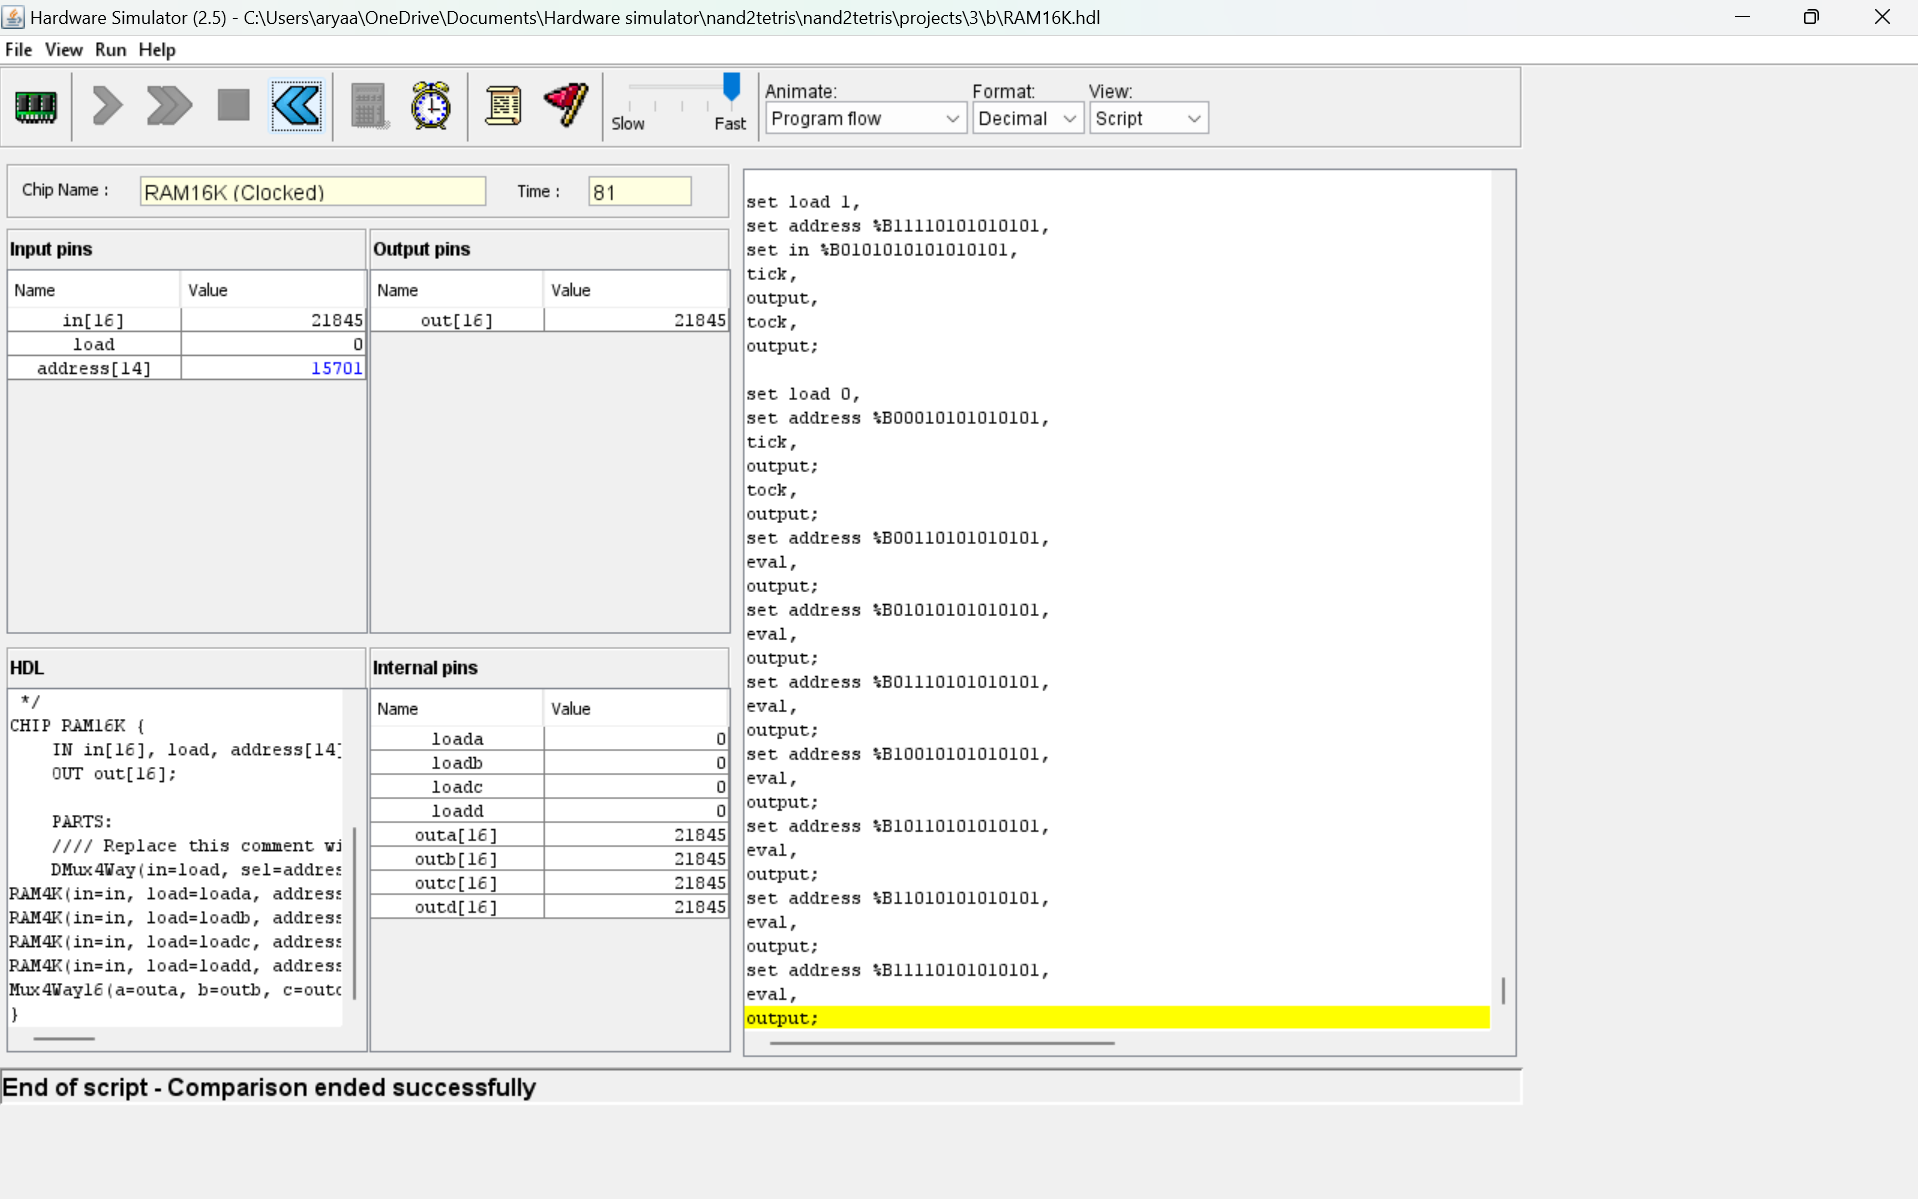 Hardware Simulator (2.5) - C:\Users\aryaa\OneDrive\Documents\Hardware simulator\nand2tetris\nand2tetris\projects\3\b\RAM16K.hdl
File View Run Help
Slow Fast
Animate:
Program flow
Format:
Decimal
View:
Script
Chip Name :
RAM16K (Clocked)
Time :
81
Input pins
Name Value
in[16] 21845
load 0
address[14] 15701
Output pins
Name Value
out[16] 21845
HDL
*/
CHIP RAM16K {
IN in[16], load, address[14]
OUT out[16];
PARTS:
//// Replace this comment wi
DMux4Way(in=load, sel=addres
RAM4K(in=in, load=loada, address
RAM4K(in=in, load=loadb, address
RAM4K(in=in, load=loadc, address
RAM4K(in=in, load=loadd, address
Mux4Way16(a=outa, b=outb, c=outc
}
Internal pins
Name Value
loada 0
loadb 0
loadc 0
loadd 0
outa[16] 21845
outb[16] 21845
outc[16] 21845
outd[16] 21845
set load 1,
set address %B11110101010101,
set in %B0101010101010101,
tick,
output,
tock,
output;
set load 0,
set address %B00010101010101,
tick,
output;
tock,
output;
set address %B00110101010101,
eval,
output;
set address %B01010101010101,
eval,
output;
set address %B01110101010101,
eval,
output;
set address %B10010101010101,
eval,
output;
set address %B10110101010101,
eval,
output;
set address %B11010101010101,
eval,
output;
set address %B11110101010101,
eval,
output;
End of script - Comparison ended successfully